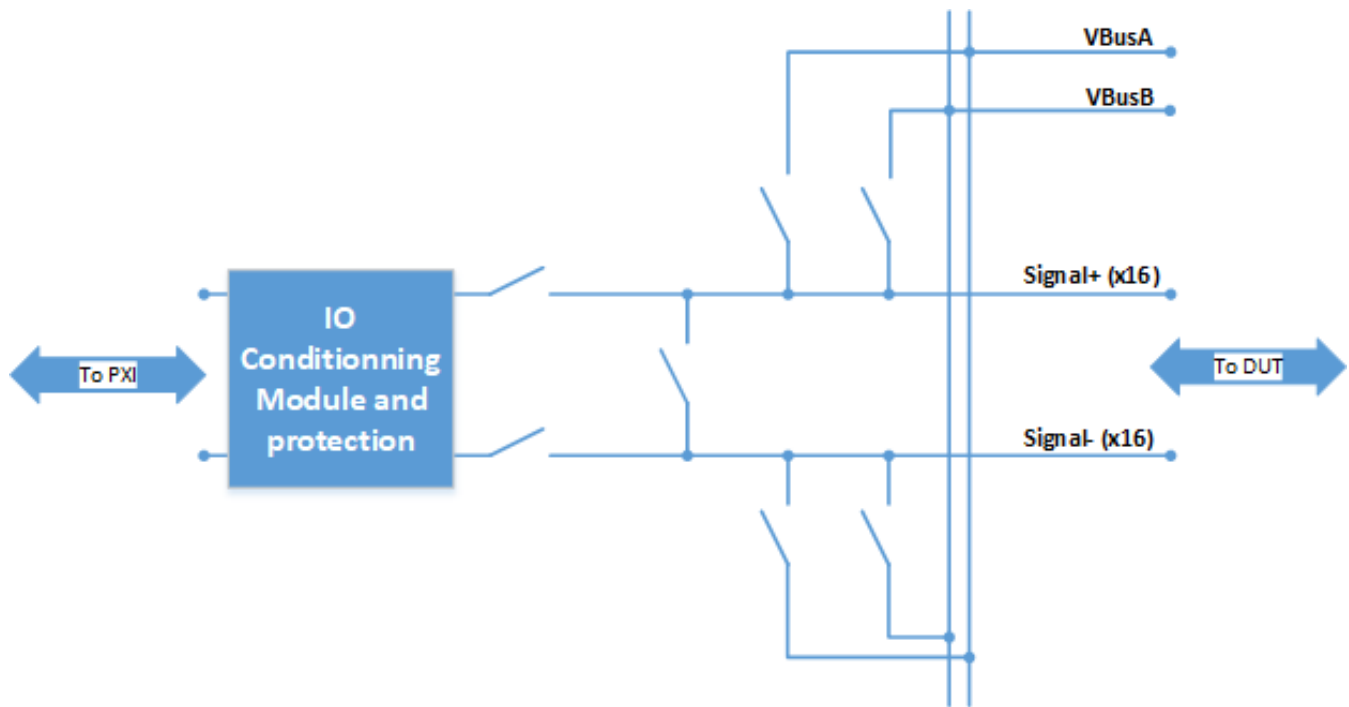 VBusA
VBusB
Signal+ (x16)
IO
Conditionning
Module and
protection
To PXI
To DUT
Signal- (x16)